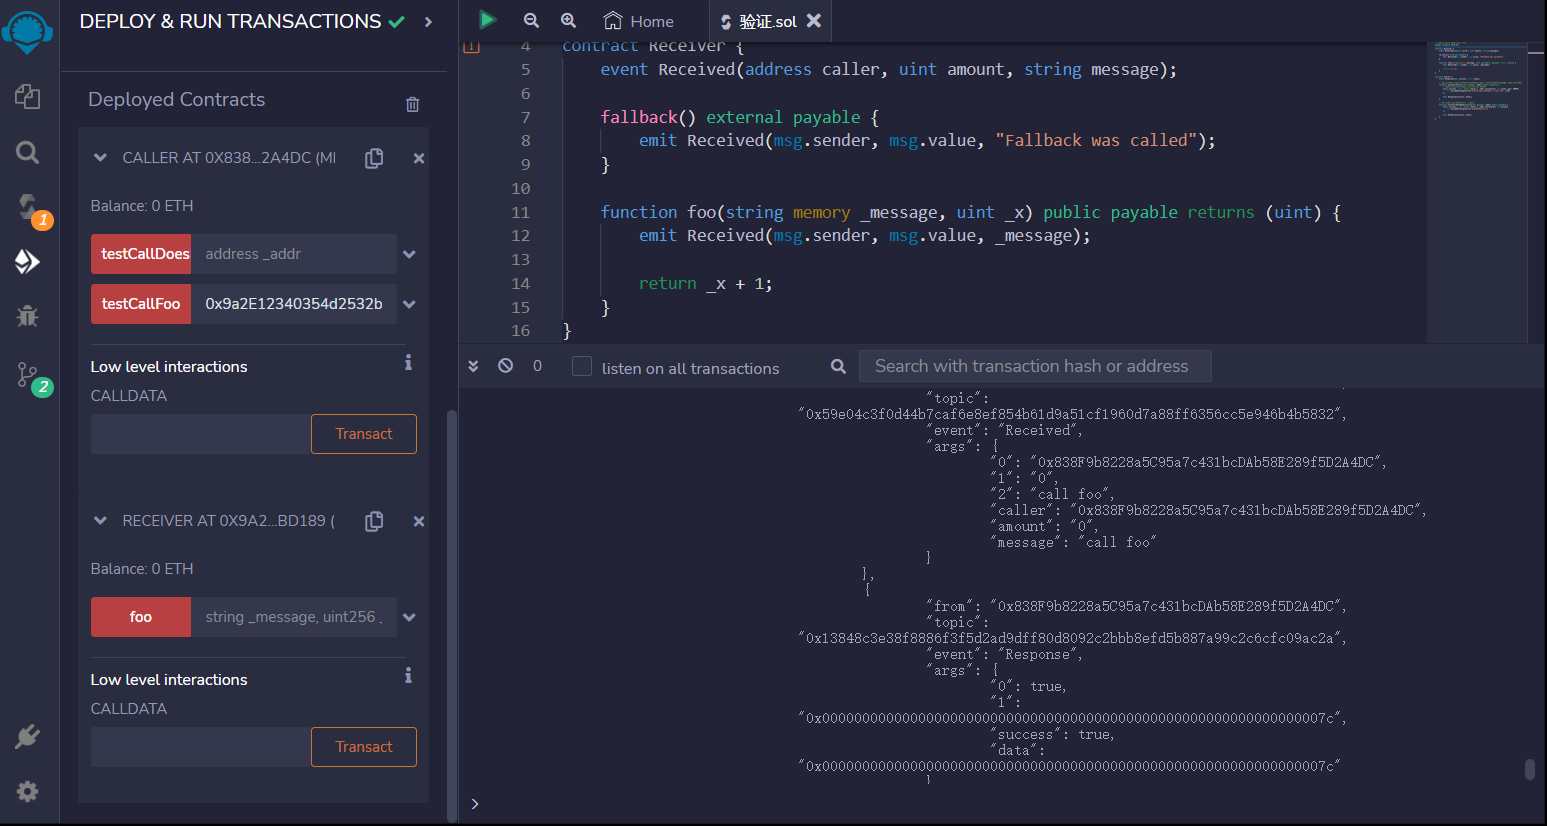 DEPLOY & RUN TRANSACTIONS
Deployed Contracts
CALLER AT 0X838...2A4DC (MI
Balance: 0 ETH
testCallDoes
address _addr
testCallFoo
0x9a2E12340354d2532b
Low level interactions
CALLDATA
Transact
RECEIVER AT 0X9A2...BD189 (
Balance: 0 ETH
foo
string _message, uint256 _
Low level interactions
CALLDATA
Transact
1
2
Home
验证.sol
4 contract Receiver {
5 event Received(address caller, uint amount, string message);
6
7 fallback() external payable {
8 emit Received(msg.sender, msg.value, "Fallback was called");
9 }
10
11 function foo(string memory _message, uint _x) public payable returns (uint) {
12 emit Received(msg.sender, msg.value, _message);
13
14 return _x + 1;
15 }
16 }
0
listen on all transactions
Search with transaction hash or address
"topic":
"0x59e04c3f0d44b7caf6e8ef854b61d9a51cf1960d7a88ff6356cc5e946b4b5832",
"event": "Received",
"args": {
"0": "0x838F9b8228a5C95a7c431bcDAb58E289f5D2A4DC",
"1": "0",
"2": "call foo",
"caller": "0x838F9b8228a5C95a7c431bcDAb58E289f5D2A4DC",
"amount": "0",
"message": "call foo"
}
},
{
"from": "0x838F9b8228a5C95a7c431bcDAb58E289f5D2A4DC",
"topic":
"0x13848c3e38f8886f3f5d2ad9dff80d8092c2bbb8efd5b887a99c2c6cfc09ac2a",
"event": "Response",
"args": {
"0": true,
"1":
"0x000000000000000000000000000000000000000000000000000000000000007c",
"success": true,
"data":
"0x000000000000000000000000000000000000000000000000000000000000007c"
}